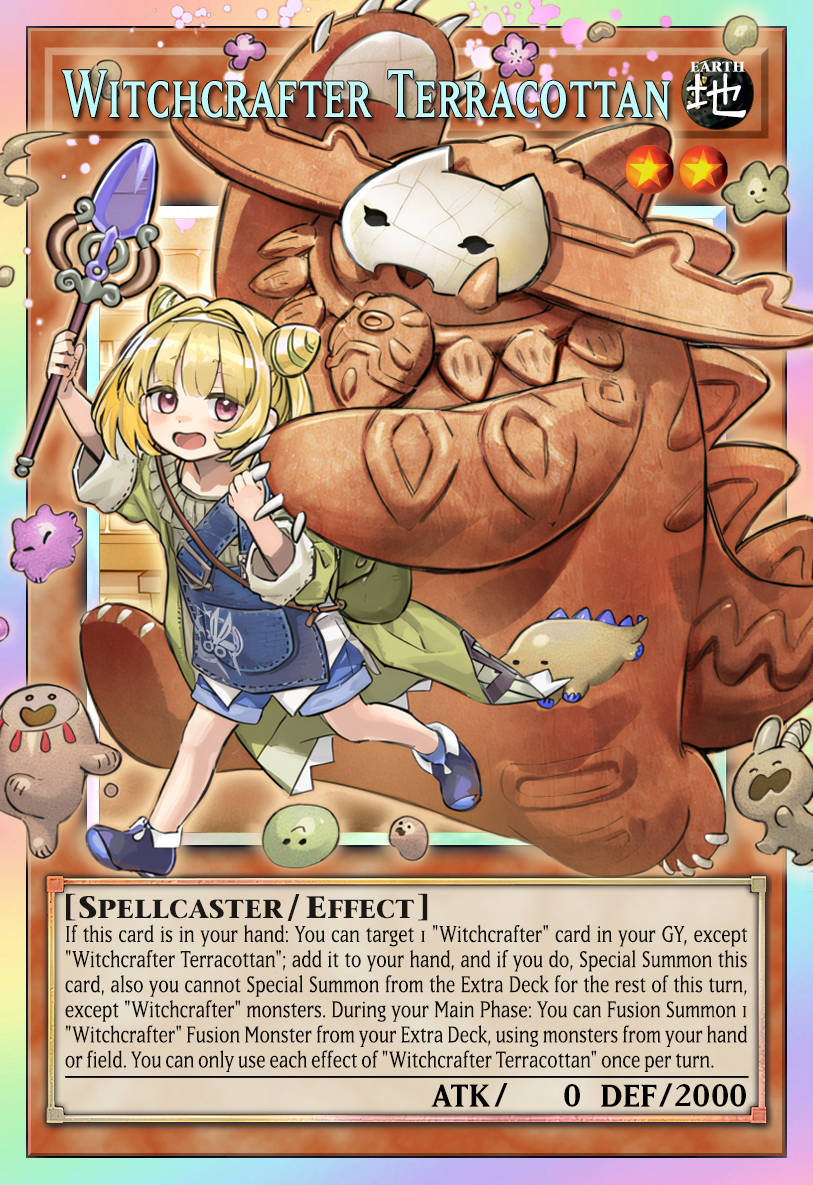 WITCHCRAFTER TERRACOTTAN
EARTH
地
[SPELLCASTER/EFFECT]
If this card is in your hand: You can target 1 "Witchcrafter" card in your GY, except
"Witchcrafter Terracottan"; add it to your hand, and if you do, Special Summon this
card, also you cannot Special Summon from the Extra Deck for the rest of this turn,
except "Witchcrafter" monsters. During your Main Phase: You can Fusion Summon 1
"Witchcrafter" Fusion Monster from your Extra Deck, using monsters from your hand
or field. You can only use each effect of "Witchcrafter Terracottan" once per turn.
ATK/ 0 DEF/2000